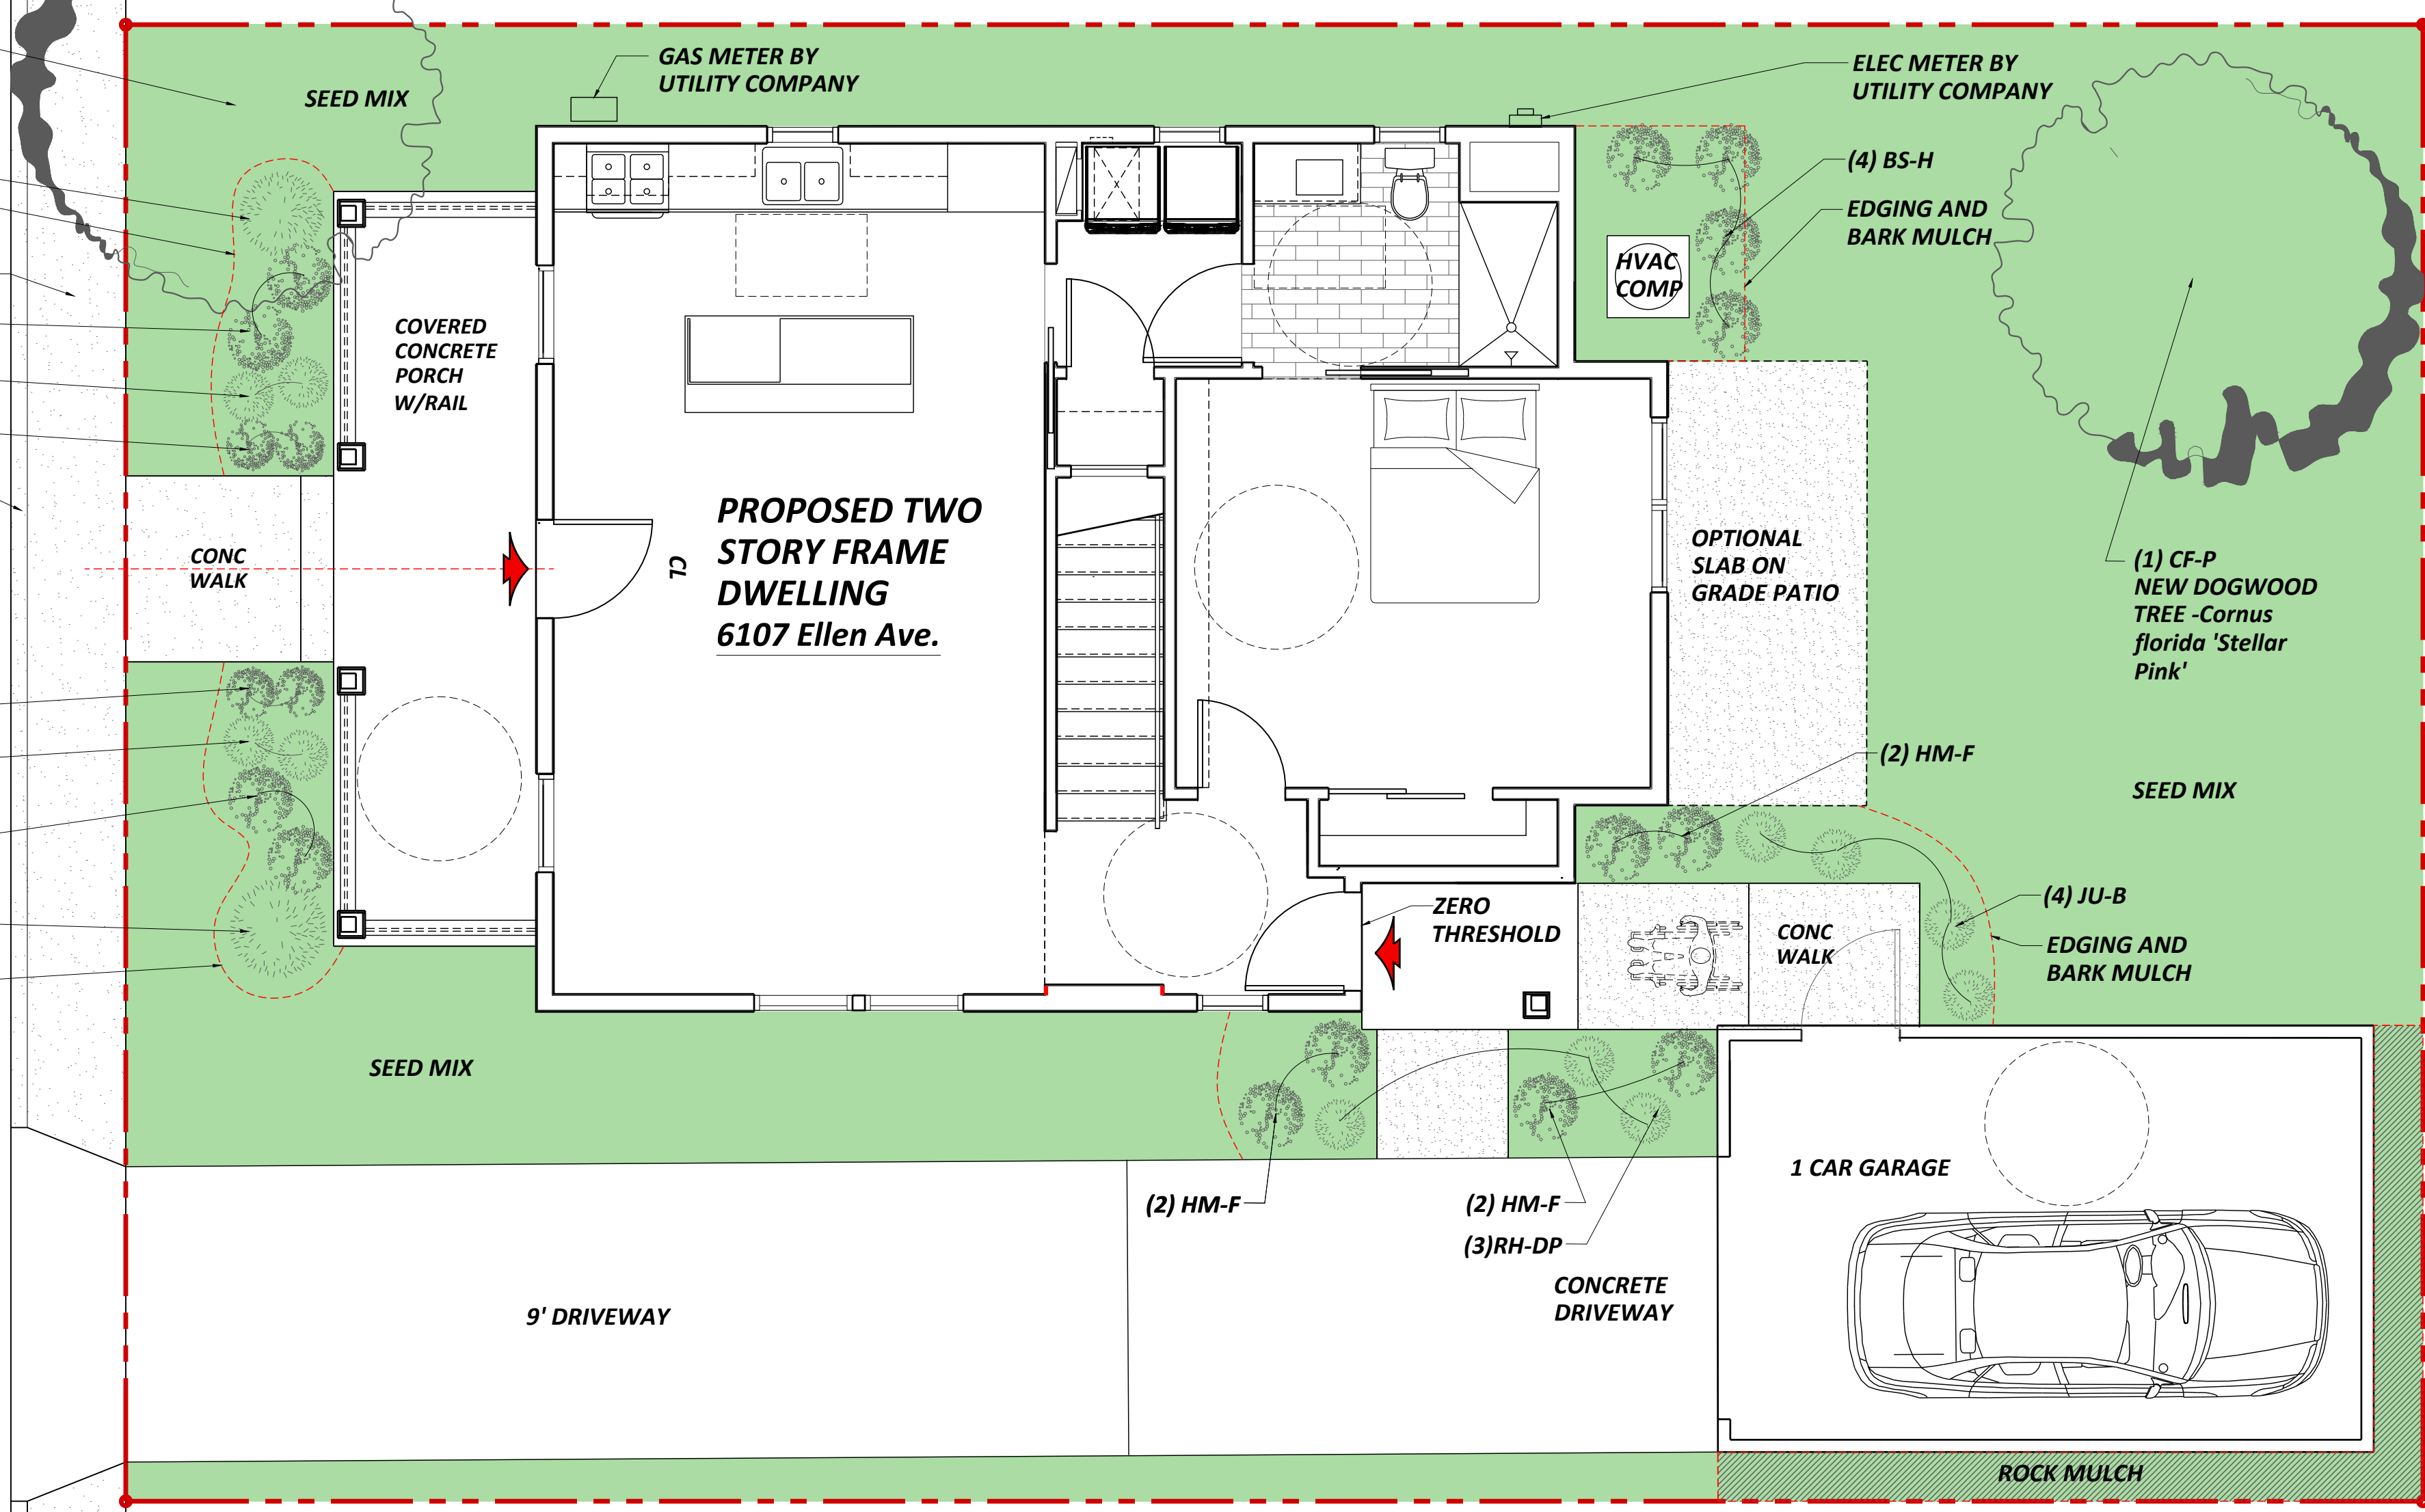 GAS METER BY
UTILITY COMPANY
SEED MIX
ELEC METER BY
UTILITY COMPANY
(4) BS-H
EDGING AND
BARK MULCH
HVAC
COMP
X
COVERED
CONCRETE
PORCH
W/RAIL
PROPOSED TWO
STORY FRAME
DWELLING
6107 Ellen Ave.
CL
CONC
WALK
OPTIONAL
SLAB ON
GRADE PATIO
(1) CF-P
NEW DOGWOOD
TREE -Cornus
florida 'Stellar
Pink'
(2) HM-F
SEED MIX
(4) JU-B
EDGING AND
BARK MULCH
ZERO
THRESHOLD
CONC
WALK
SEED MIX
(2) HM-F
(2) HM-F
(3)RH-DP
CONCRETE
DRIVEWAY
1 CAR GARAGE
9' DRIVEWAY
ROCK MULCH